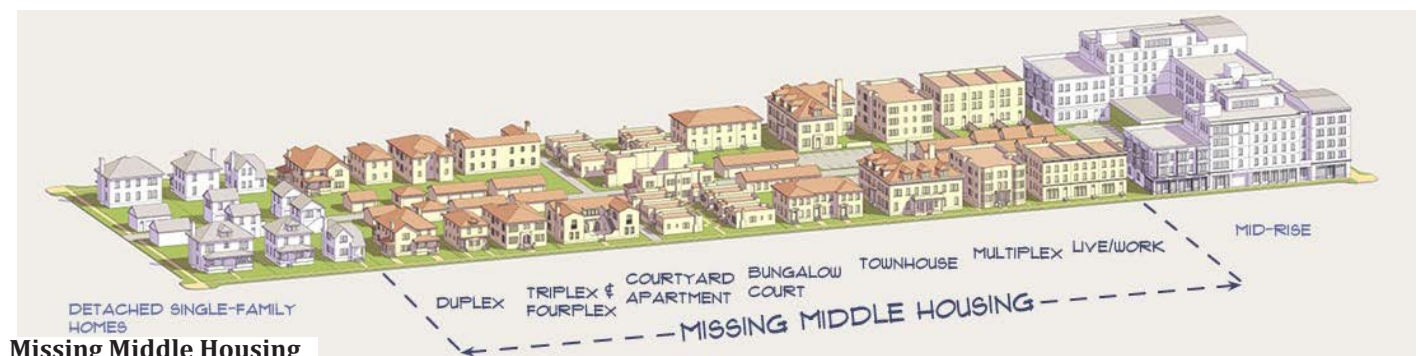 DETACHED SINGLE-FAMILY
HOMES
DUPLEX
TRIPLEX &
FOURPLEX
COURTYARD
APARTMENT
BUNGALOW
COURT
TOWNHOUSE
MULTIPLEX
LIVE/WORK
MID-RISE
MISSING MIDDLE HOUSING
Missing Middle Housing